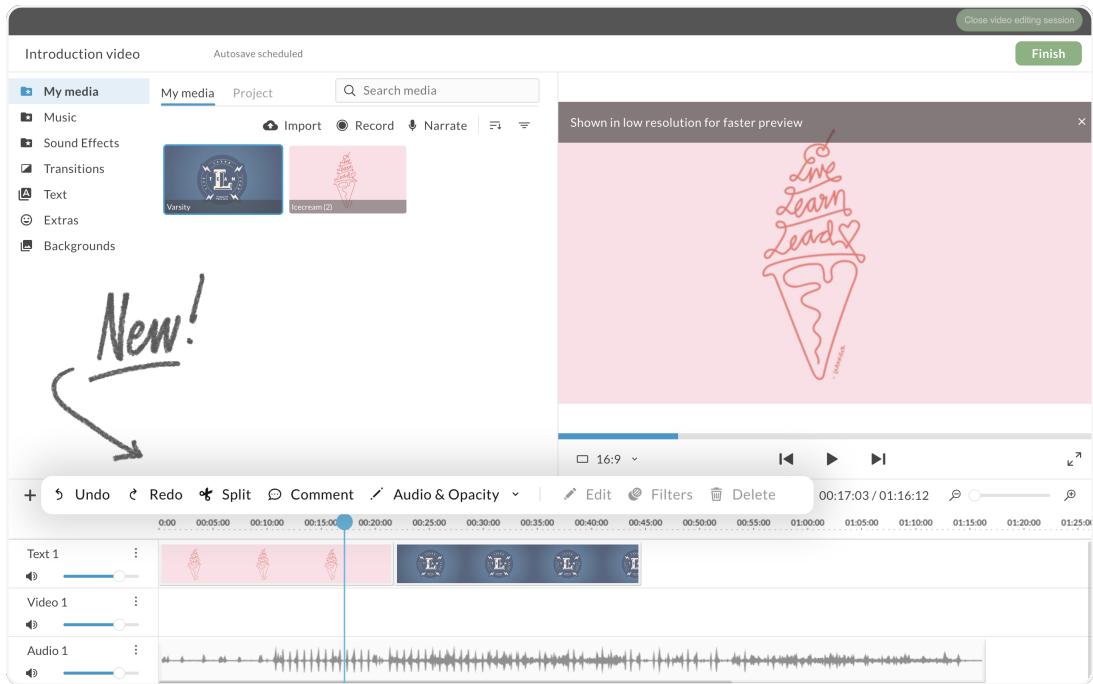 Close video editing session
Introduction video
Autosave scheduled
Finish
My media
Music
Sound Effects
Transitions
Text
Extras
Backgrounds
My media Project
Search media
Import Record Narrate
Varsity
Icecream (2)
L
TEAM
Shown in low resolution for faster preview
Live
Learn
Lead
New!
16:9
Undo Redo Split Comment Audio & Opacity Edit Filters Delete
00:17:03 / 01:16:12
0:00 00:05:00 00:10:00 00:15:00 00:20:00 00:25:00 00:30:00 00:35:00 00:40:00 00:45:00 00:50:00 00:55:00 01:00:00 01:05:00 01:10:00 01:15:00 01:20:00 01:25:0
Text 1
Video 1
Audio 1